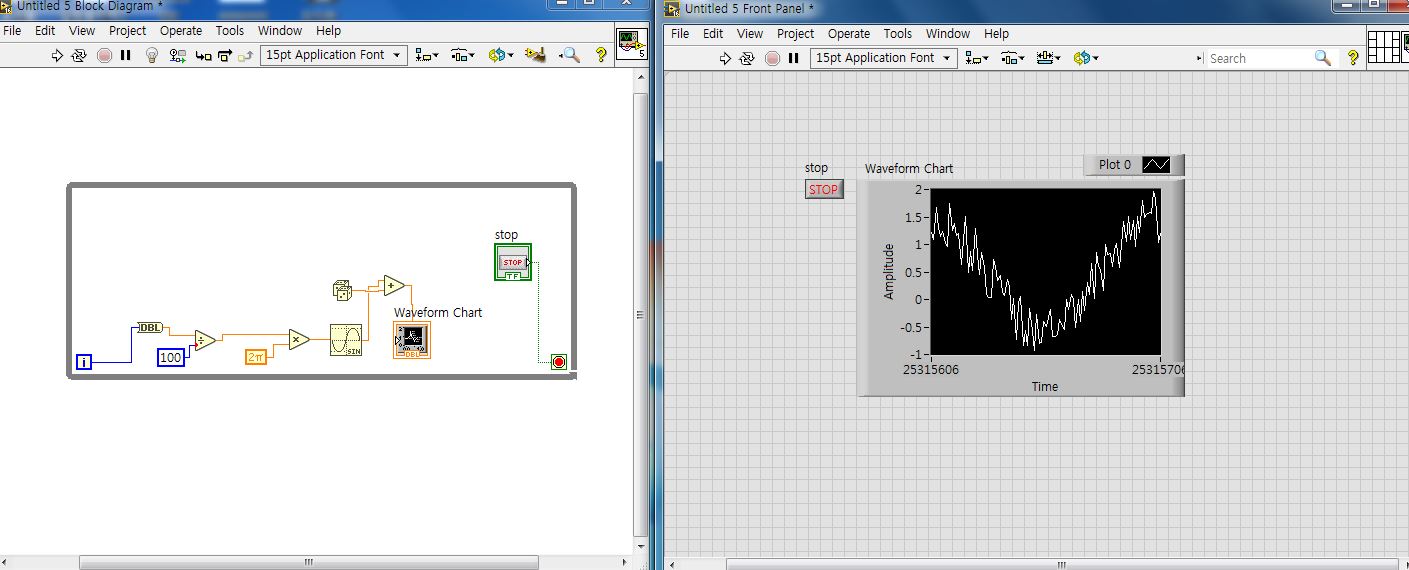 Untitled 5 Block Diagram *
File Edit View Project Operate Tools Window Help
15pt Application Font
5
stop
STOP
TF
Waveform Chart
DBL
DBL
100
2π
SIN
i
Untitled 5 Front Panel *
File Edit View Project Operate Tools Window Help
15pt Application Font
Search
stop
STOP
Waveform Chart
Plot 0
Amplitude
2
1.5
1
0.5
0
-0.5
-1
25315606
25315706
Time